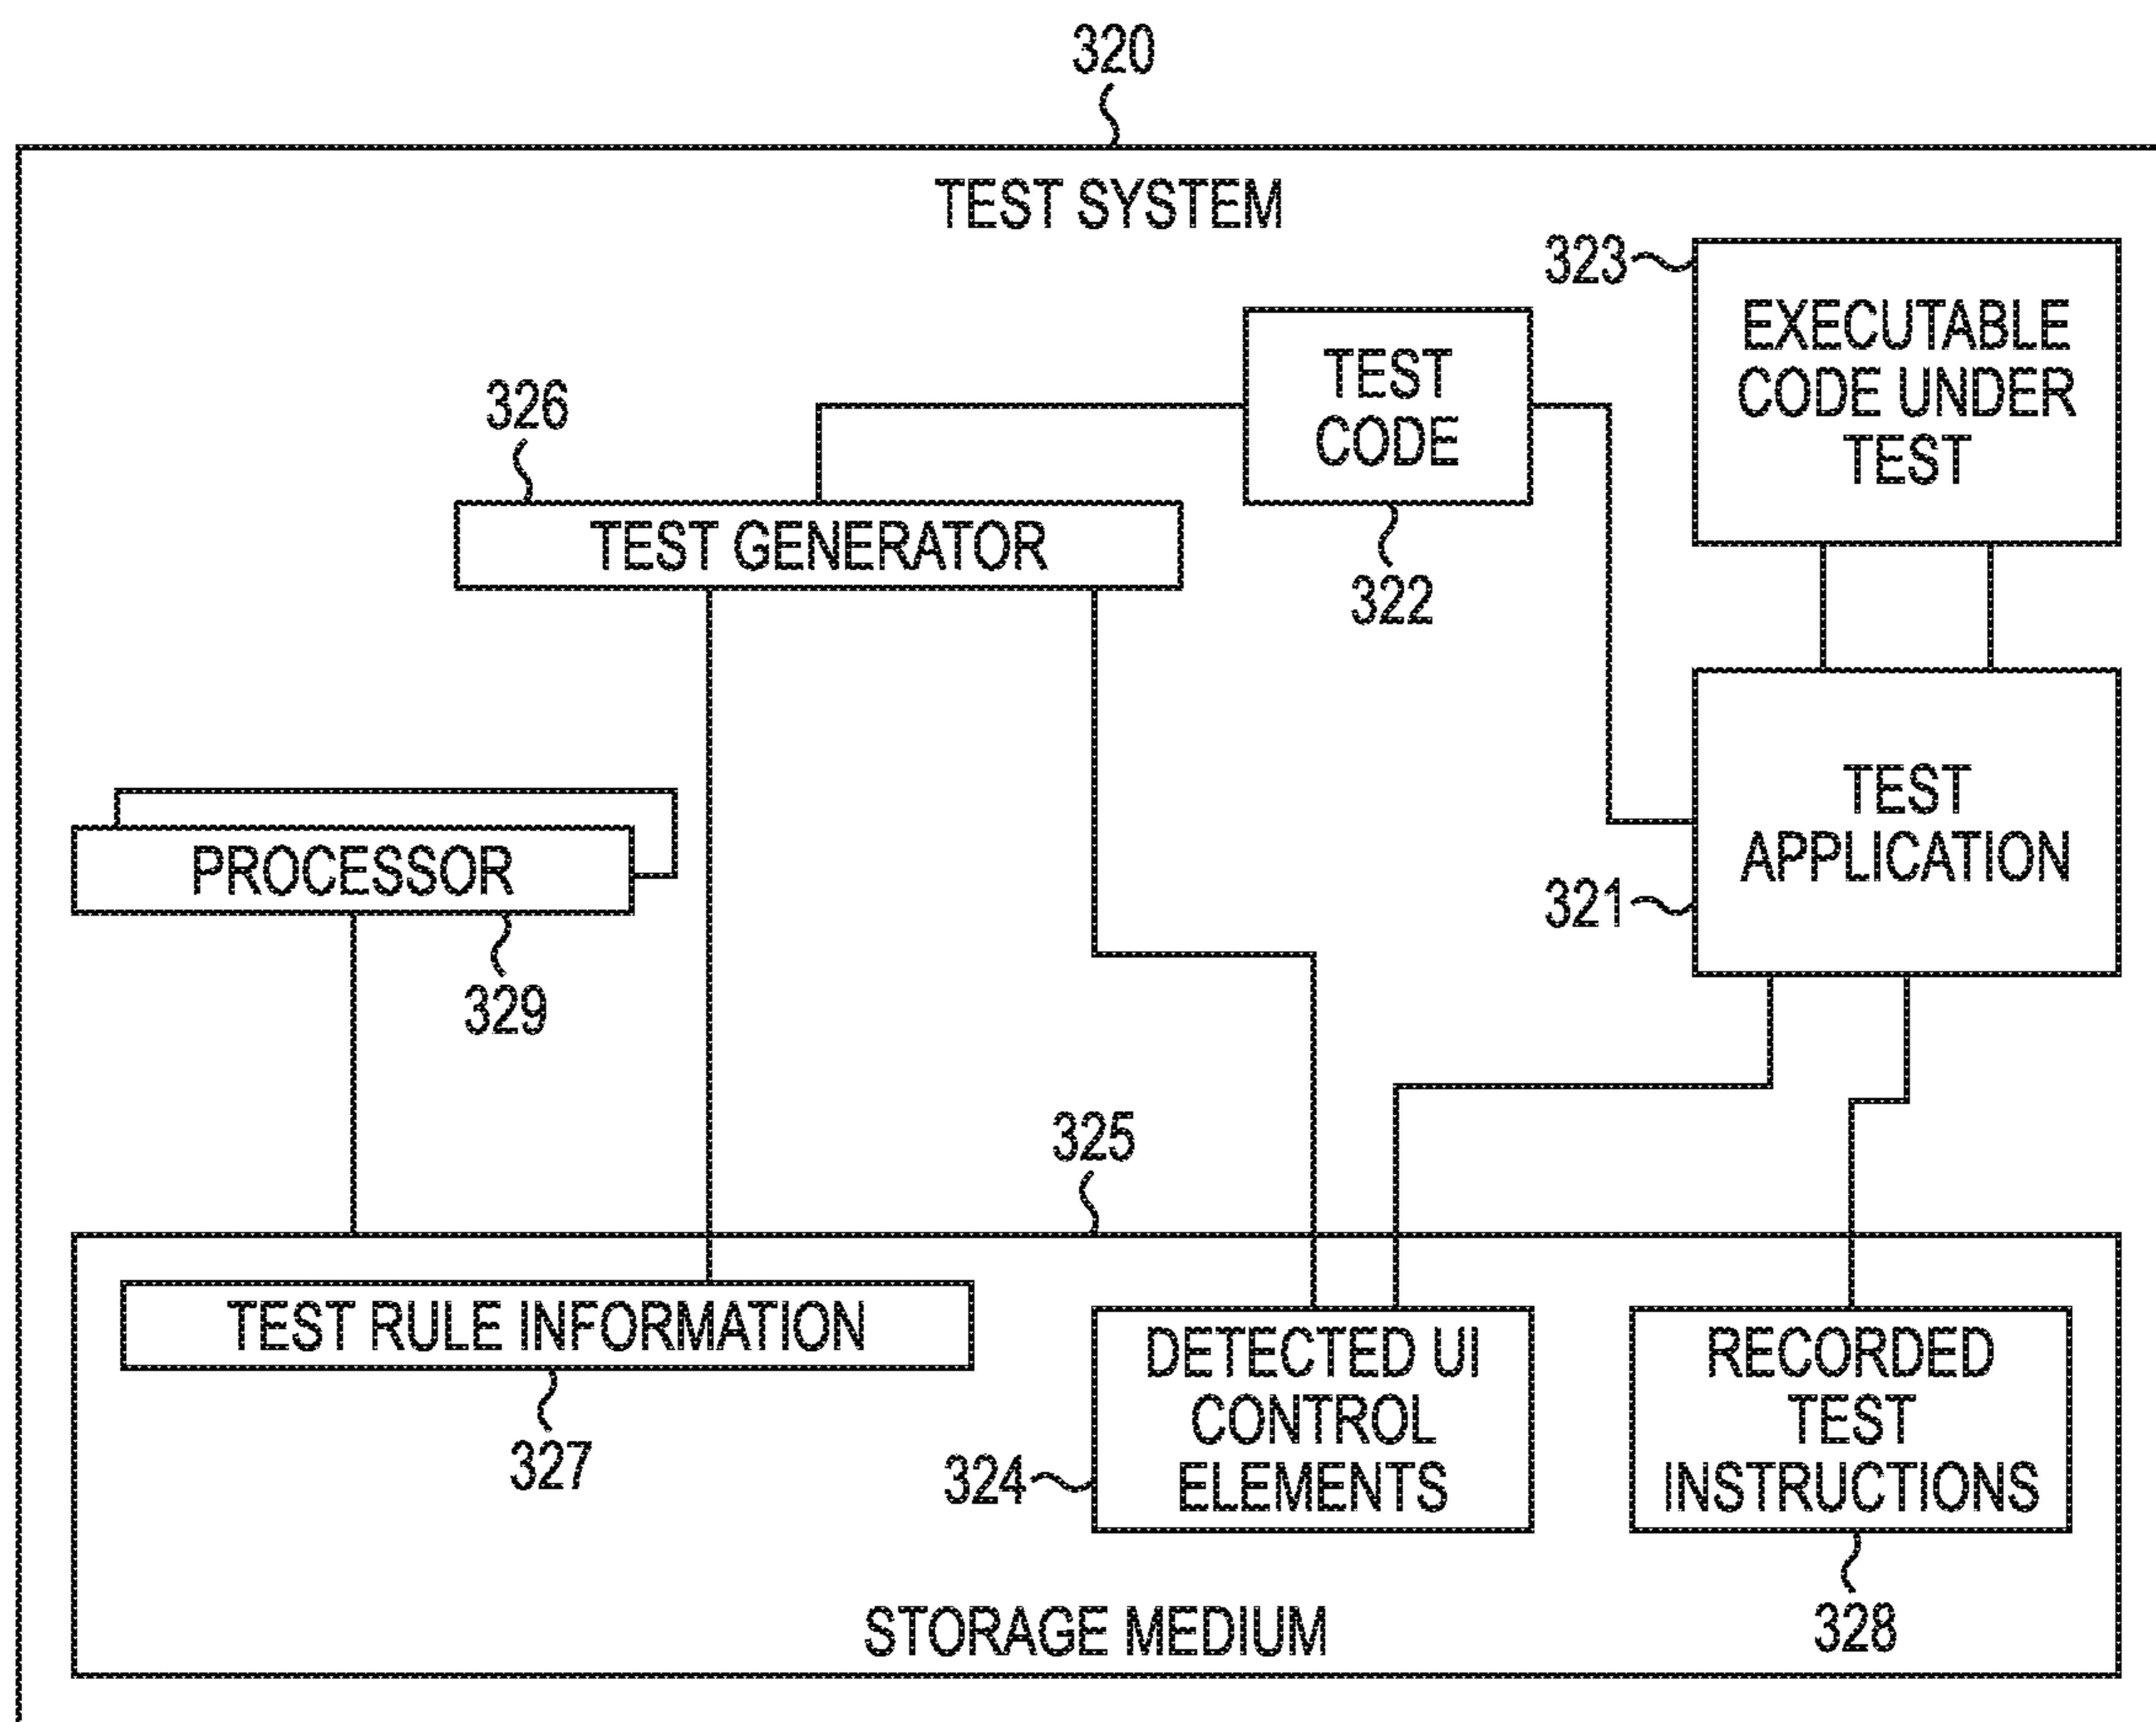 320
TEST SYSTEM
323
EXECUTABLE
CODE UNDER
TEST
TEST
CODE
322
326
TEST GENERATOR
TEST
APPLICATION
321
PROCESSOR
329
325
TEST RULE INFORMATION
327
DETECTED UI
CONTROL
ELEMENTS
324
RECORDED
TEST
INSTRUCTIONS
328
STORAGE MEDIUM